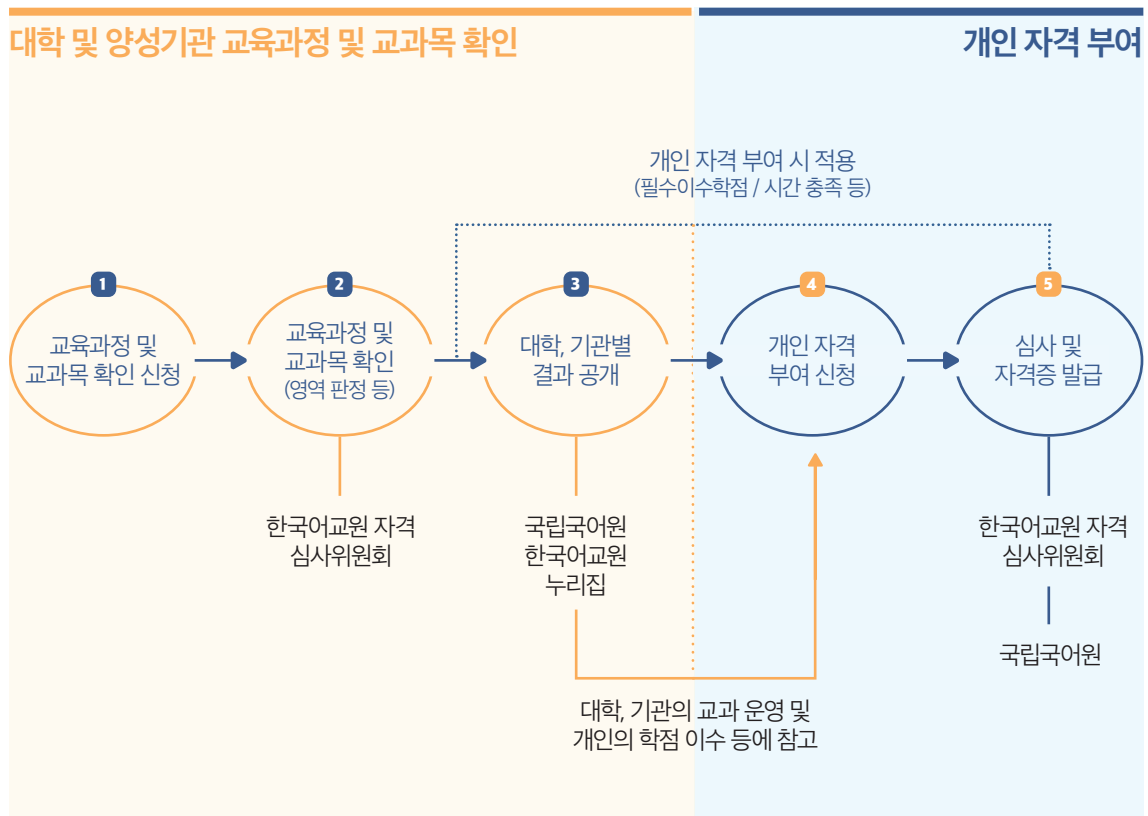 대학 및 양성기관 교육과정 및 교과목 확인
개인 자격 부여
개인 자격 부여 시 적용
(필수이수학점 / 시간 충족 등)
1
교육과정 및
교과목 확인 신청
2
교육과정 및
교과목 확인
(영역 판정 등)
3
대학, 기관별
결과 공개
4
개인 자격
부여 신청
5
심사 및
자격증 발급
한국어교원 자격
심사위원회
국립국어원
한국어교원
누리집
한국어교원 자격
심사위원회
국립국어원
대학, 기관의 교과 운영 및
개인의 학점 이수 등에 참고